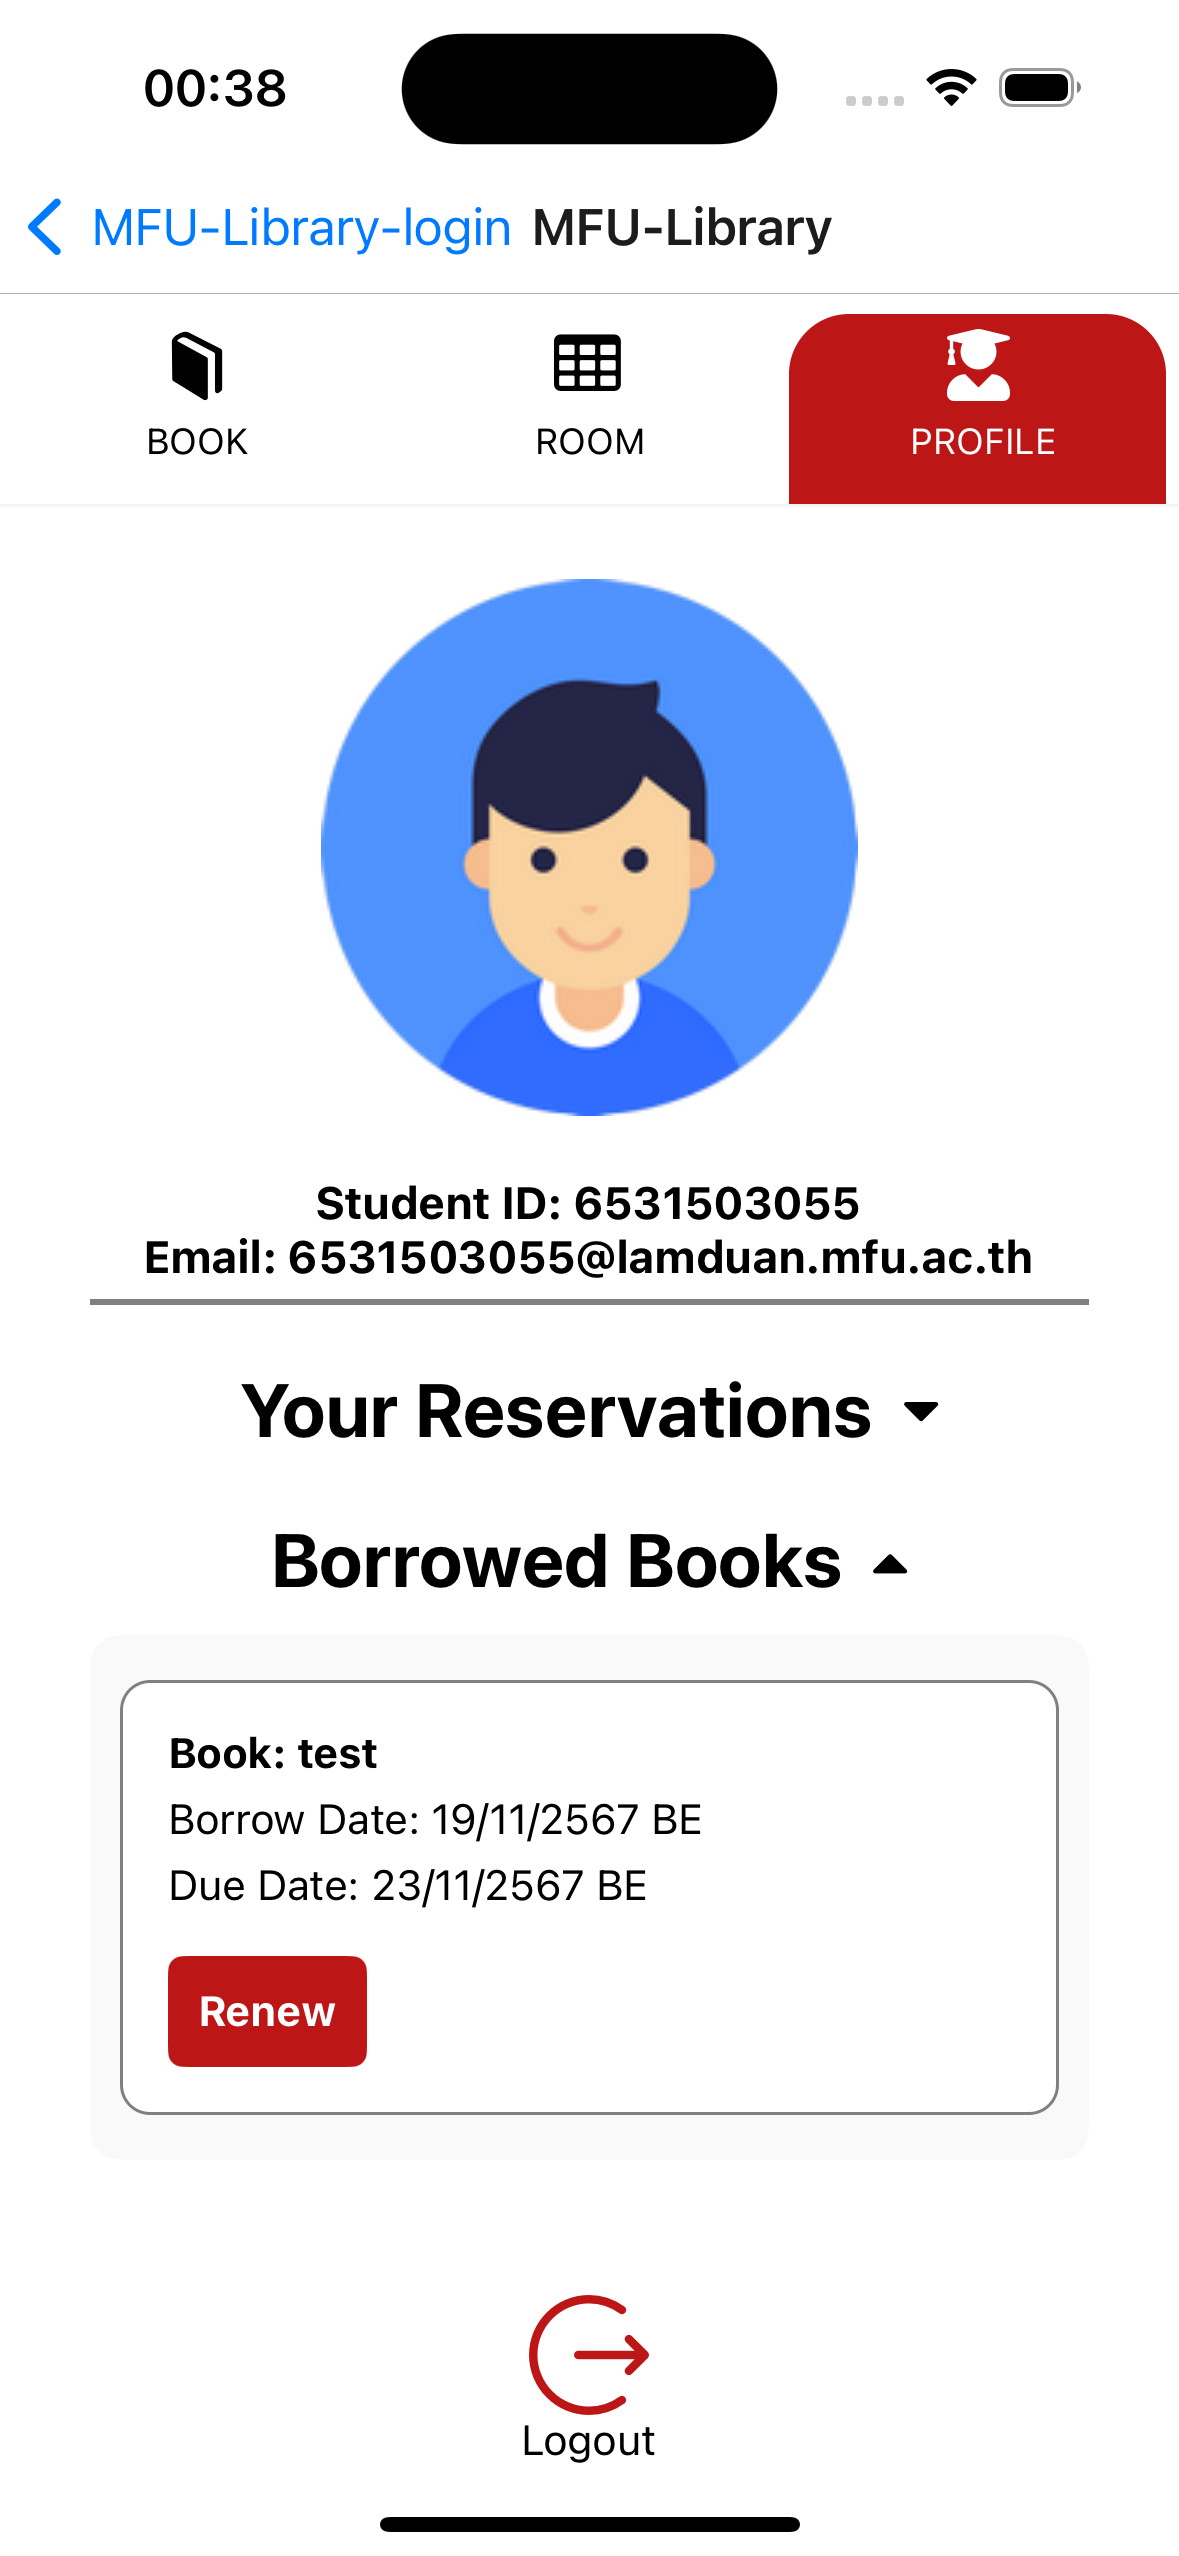 00:38
MFU-Library-login MFU-Library
BOOK ROOM PROFILE
Student ID: 6531503055
Email: 6531503055@lamduan.mfu.ac.th
Your Reservations
Borrowed Books
Book: test
Borrow Date: 19/11/2567 BE
Due Date: 23/11/2567 BE
Renew
Logout